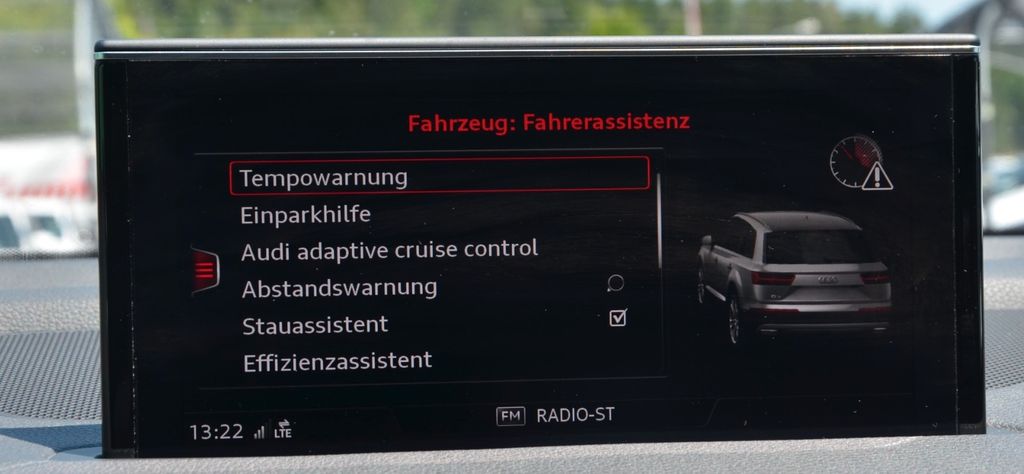 Fahrzeug: Fahrerassistenz
Tempowarnung
Einparkhilfe
Audi adaptive cruise control
Abstandswarnung
Stauassistent
Effizienzassistent
13:22 LTE
FM RADIO-ST